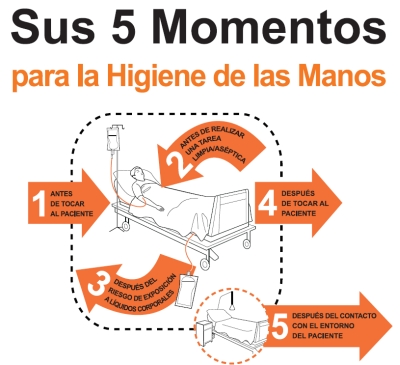 Sus 5 Momentos
para la Higiene de las Manos
1 ANTES
DE TOCAR
AL PACIENTE
2 ANTES DE REALIZAR
UNA TAREA
LIMPIA/ASÉPTICA
3 DESPUÉS DEL
RIESGO DE EXPOSICIÓN
A LÍQUIDOS CORPORALES
4 DESPUÉS
DE TOCAR AL
PACIENTE
5 DESPUÉS DEL CONTACTO
CON EL ENTORNO
DEL PACIENTE